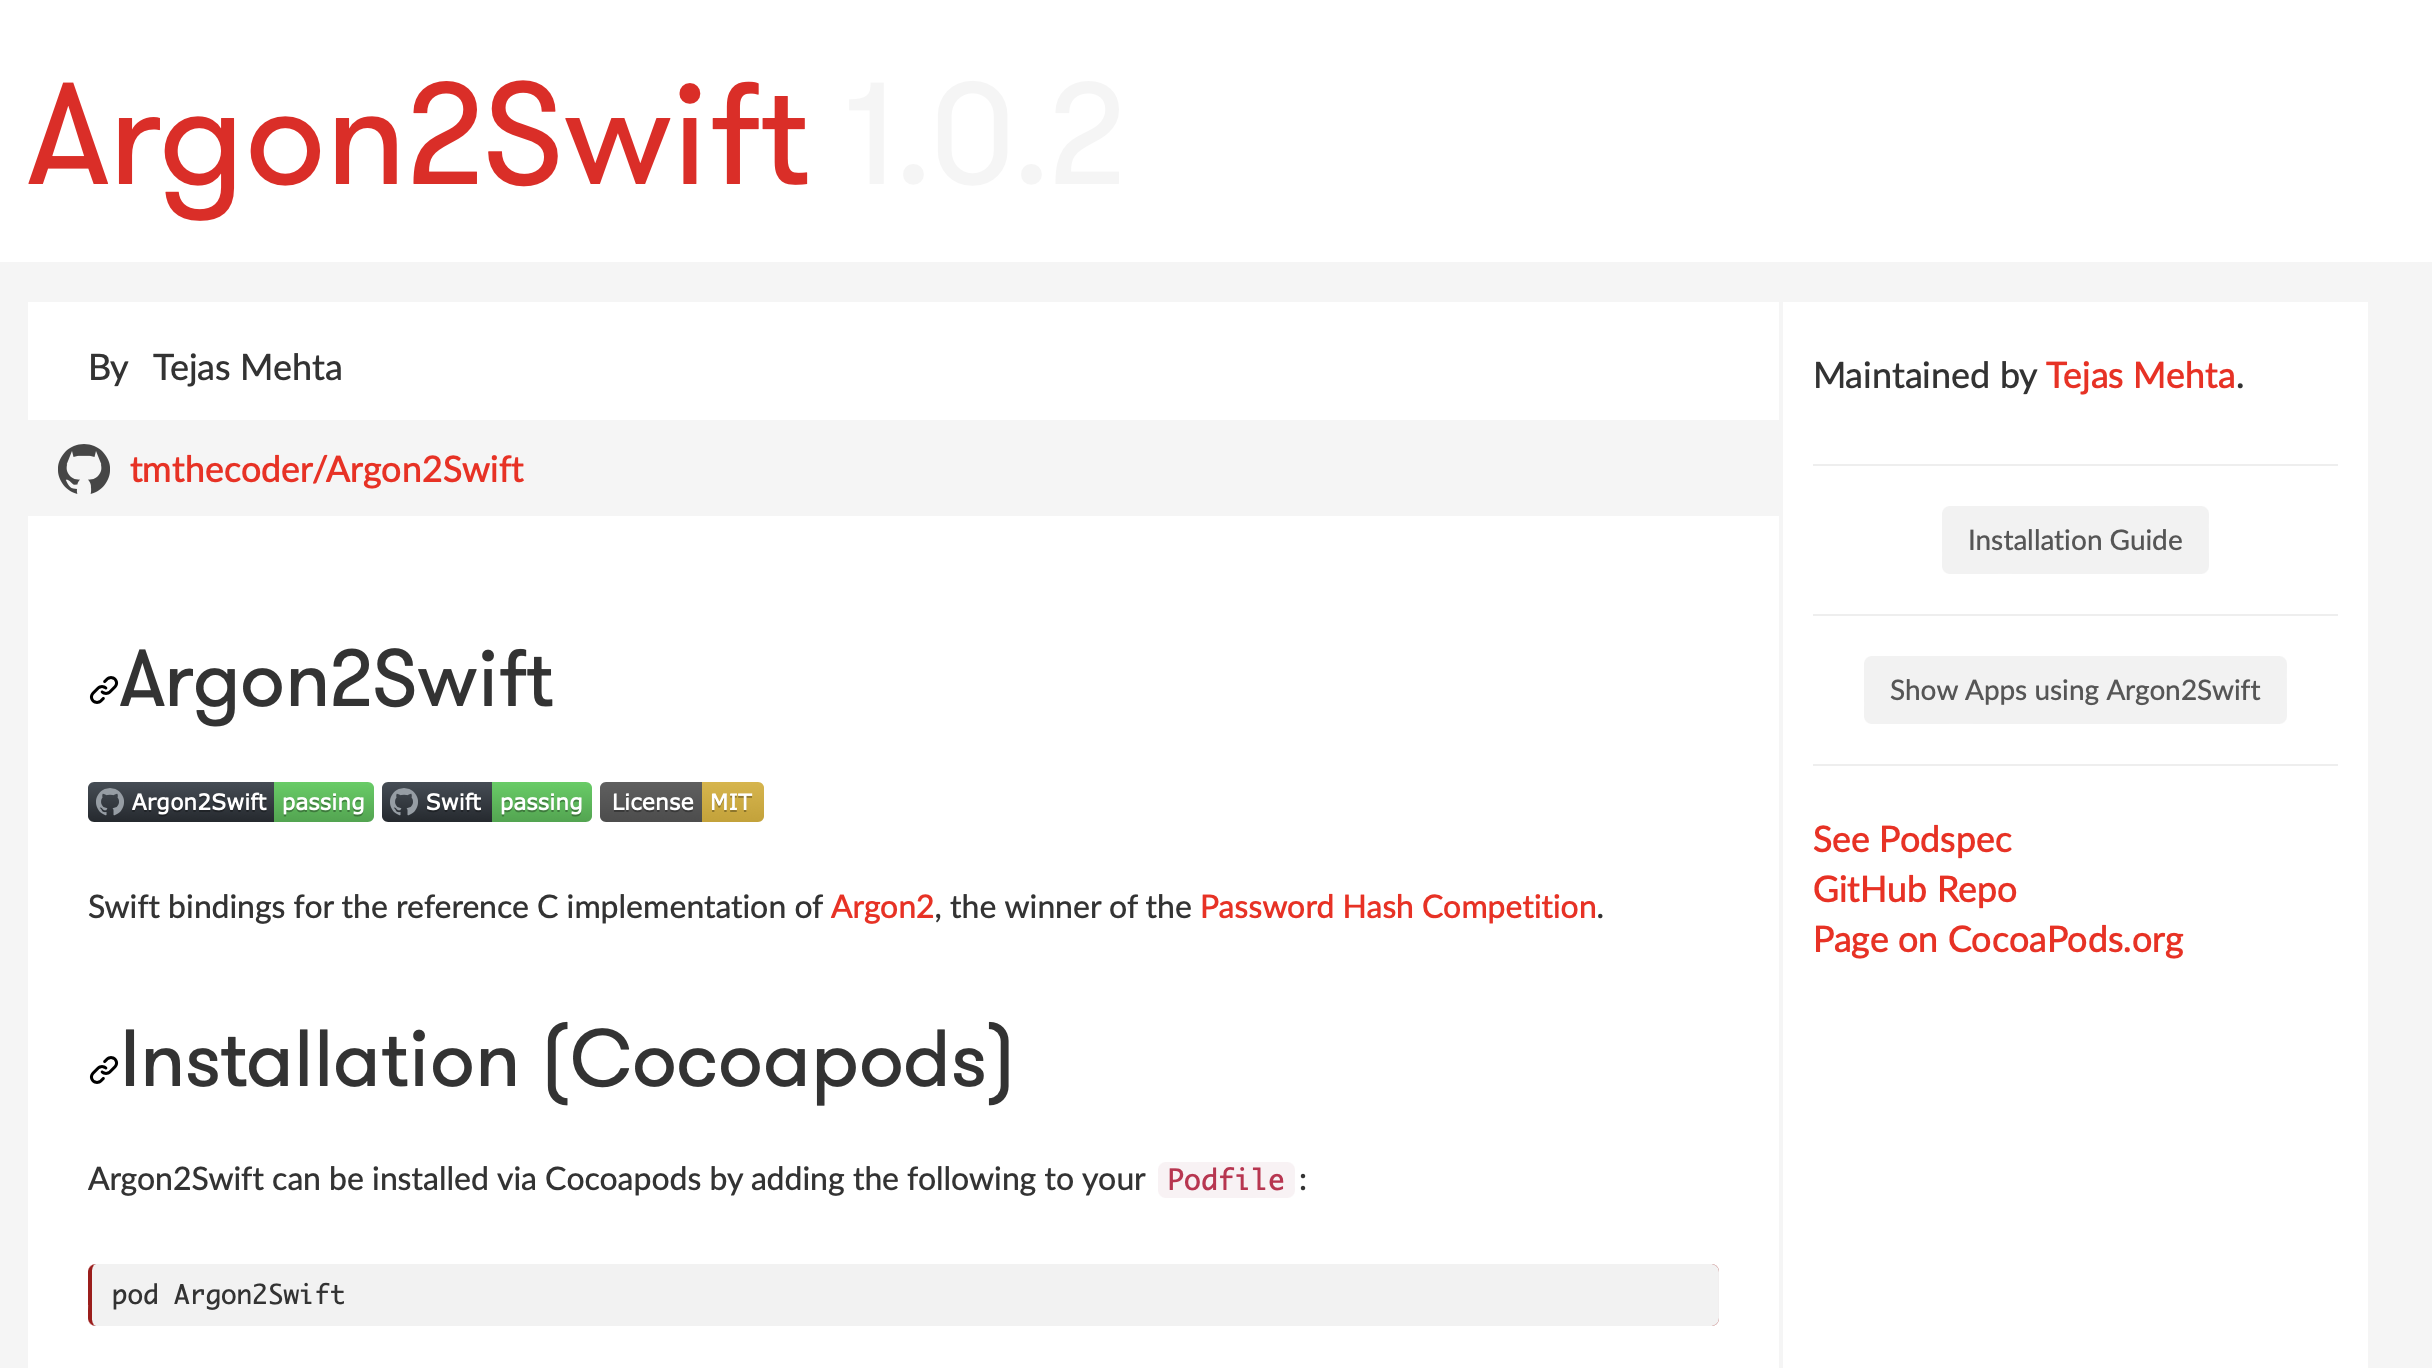 Argon2Swift 1.0.2
By Tejas Mehta
tmthecoder/Argon2Swift
Argon2Swift
Argon2Swift passing Swift passing License MIT
Swift bindings for the reference C implementation of Argon2, the winner of the Password Hash Competition.
Installation (Cocoapods)
Argon2Swift can be installed via Cocoapods by adding the following to your Podfile:
pod Argon2Swift
Maintained by Tejas Mehta.
Installation Guide
Show Apps using Argon2Swift
See Podspec
GitHub Repo
Page on CocoaPods.org